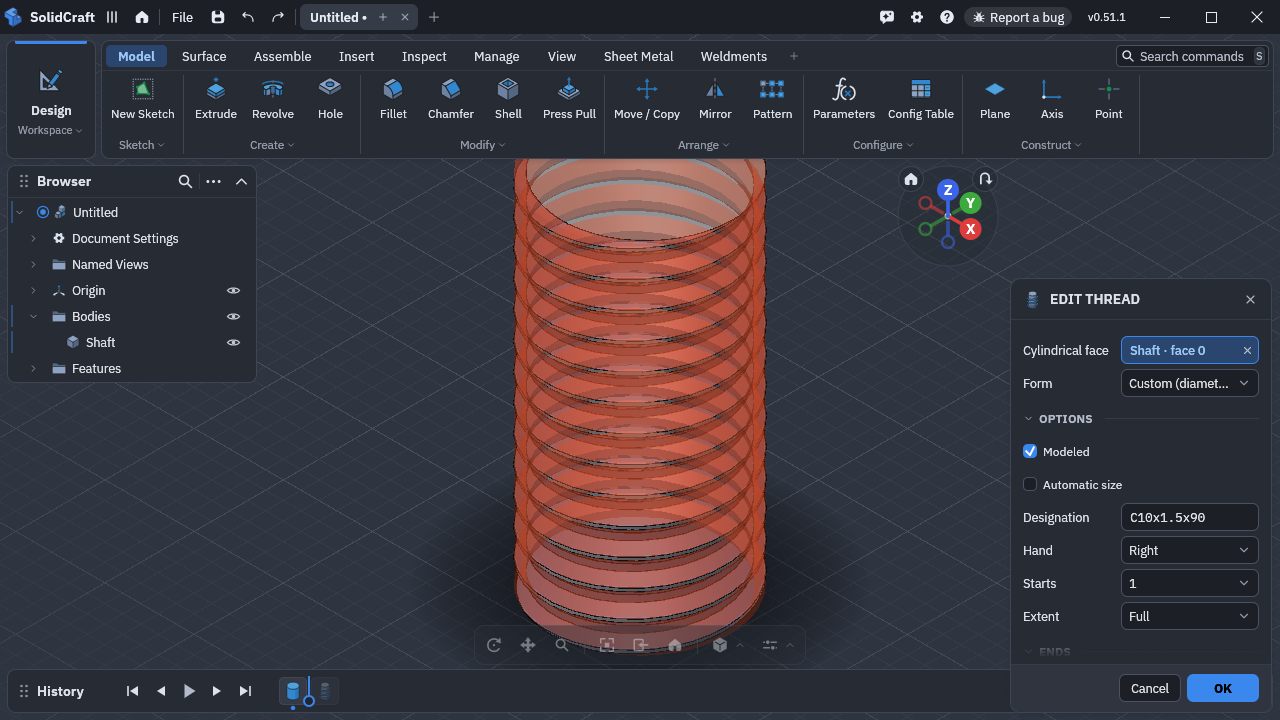 SolidCraft
File
Untitled •
Report a bug
v0.51.1
Design
Workspace
Model
Surface
Assemble
Insert
Inspect
Manage
View
Sheet Metal
Weldments
Search commands
S
New Sketch
Extrude
Revolve
Hole
Fillet
Chamfer
Shell
Press Pull
Move / Copy
Mirror
Pattern
Parameters
Config Table
Plane
Axis
Point
Sketch
Create
Modify
Arrange
Configure
Construct
Browser
Untitled
Document Settings
Named Views
Origin
Bodies
Shaft
Features
Z
Y
X
EDIT THREAD
Cylindrical face
Shaft · face 0
Form
Custom (diamet...
OPTIONS
Modeled
Automatic size
Designation
C10x1.5x90
Hand
Right
Starts
1
Extent
Full
ENDS
Cancel
OK
History